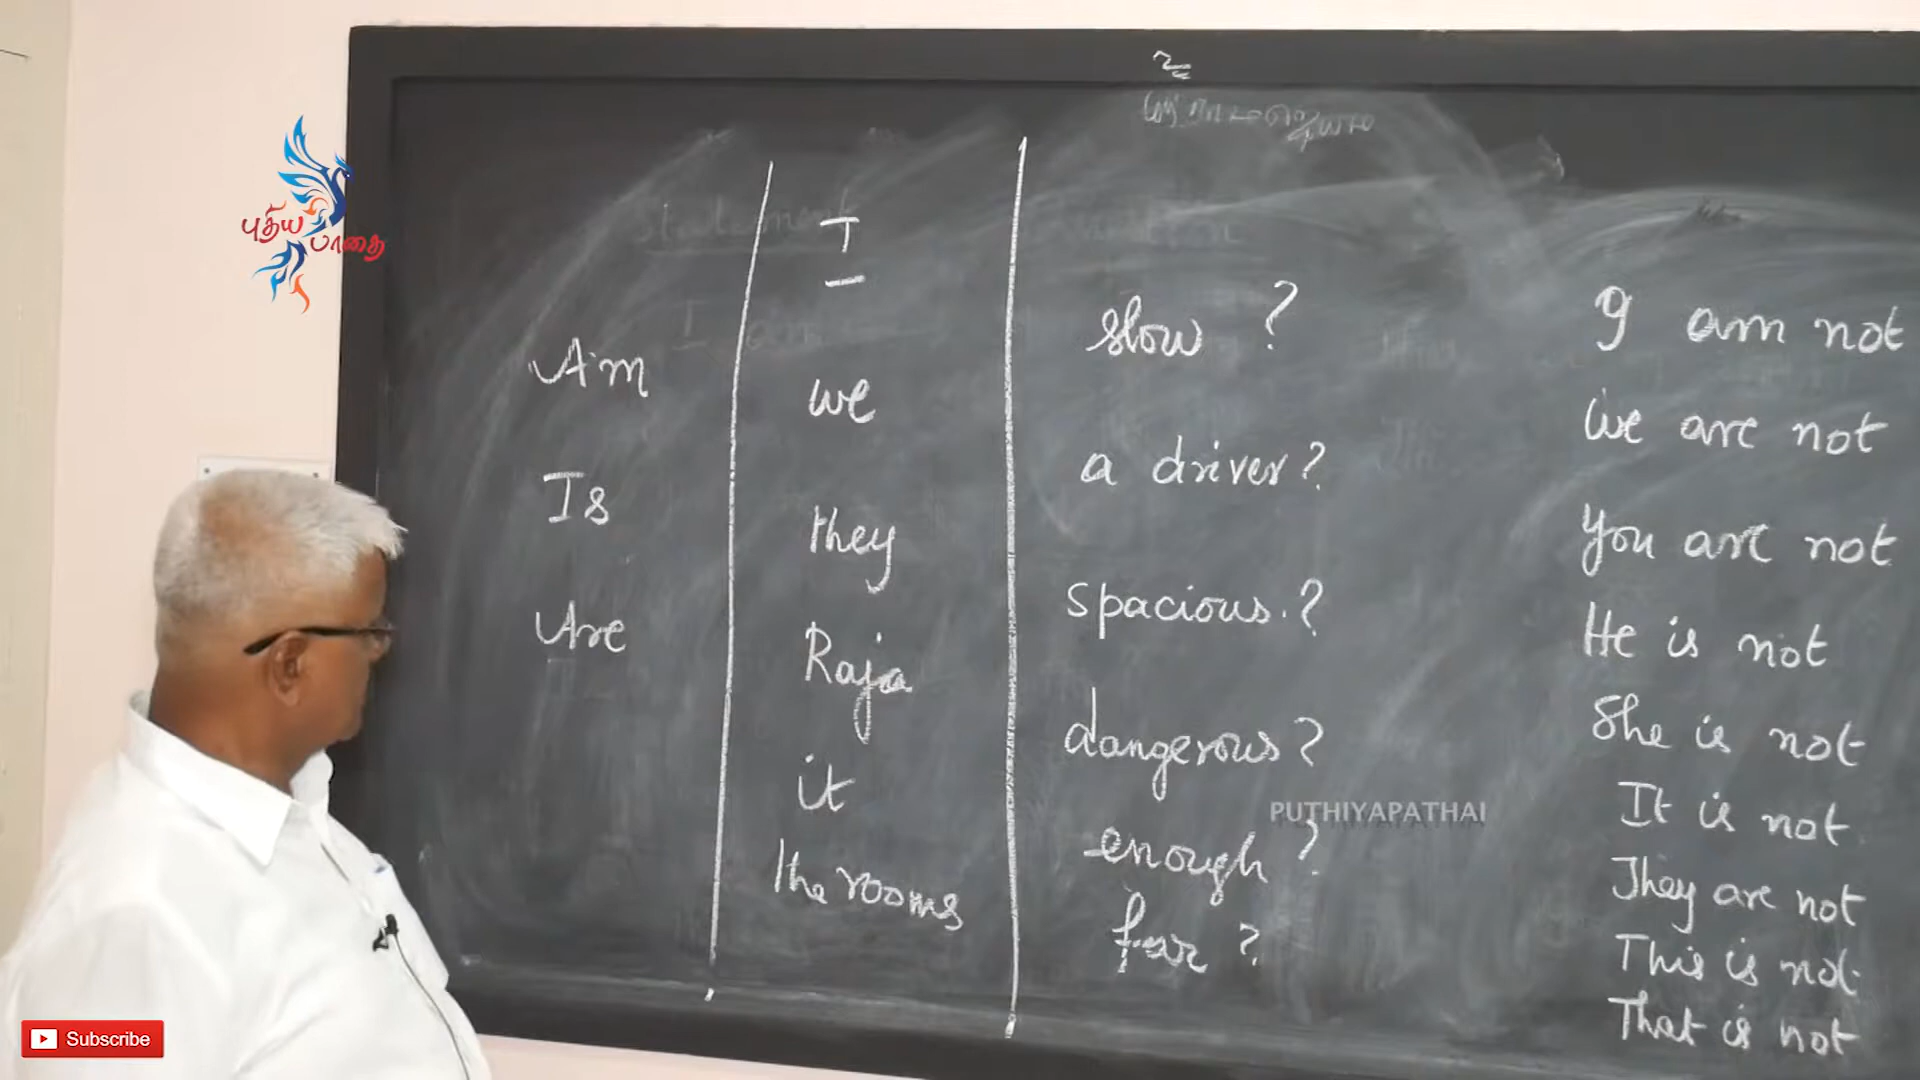 புதிய
பாதை
Am
Is
Are
I
we
they
Raja
it
the rooms
slow ?
a driver ?
spacious. ?
dangerous ?
enough ?
far ?
I am not
We are not
You are not
He is not
She is not
It is not
They are not
This is not
That is not
PUTHIYAPATHAI
Subscribe